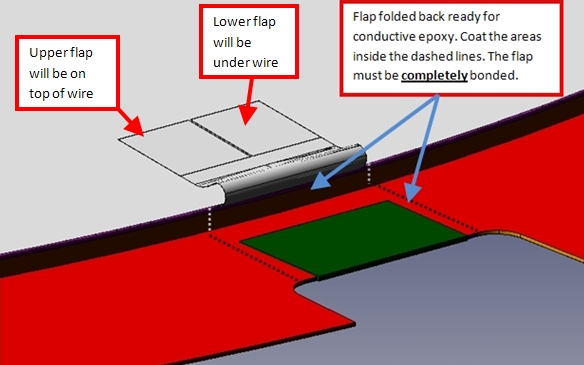 Upper flap
will be on
top of wire
Lower flap
will be
under wire
Flap folded back ready for
conductive epoxy. Coat the areas
inside the dashed lines. The flap
must be completely bonded.